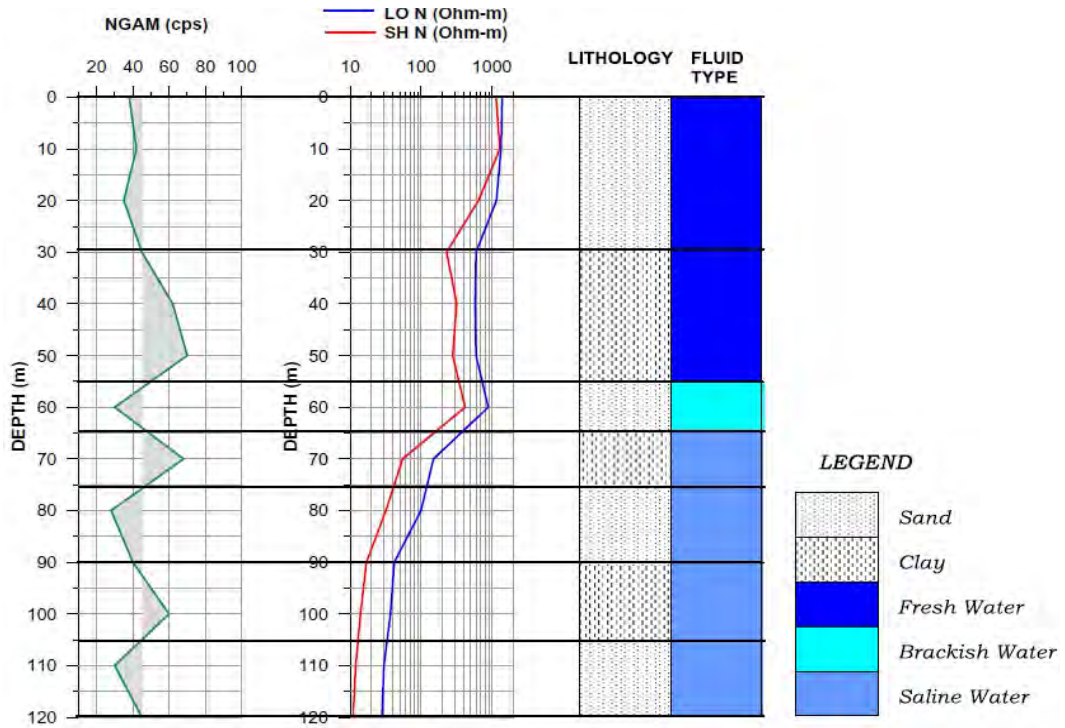 NGAM (cps)
20 40 60 80 100
LO N (Ohm-m)
SH N (Ohm-m)
10 100 1000
LITHOLOGY
FLUID
TYPE
DEPTH (m)
0
10
20
30
40
50
60
70
80
90
100
110
120
DEPTH (m)
0
10
20
30
40
50
60
70
80
90
100
110
120
LEGEND
Sand
Clay
Fresh Water
Brackish Water
Saline Water